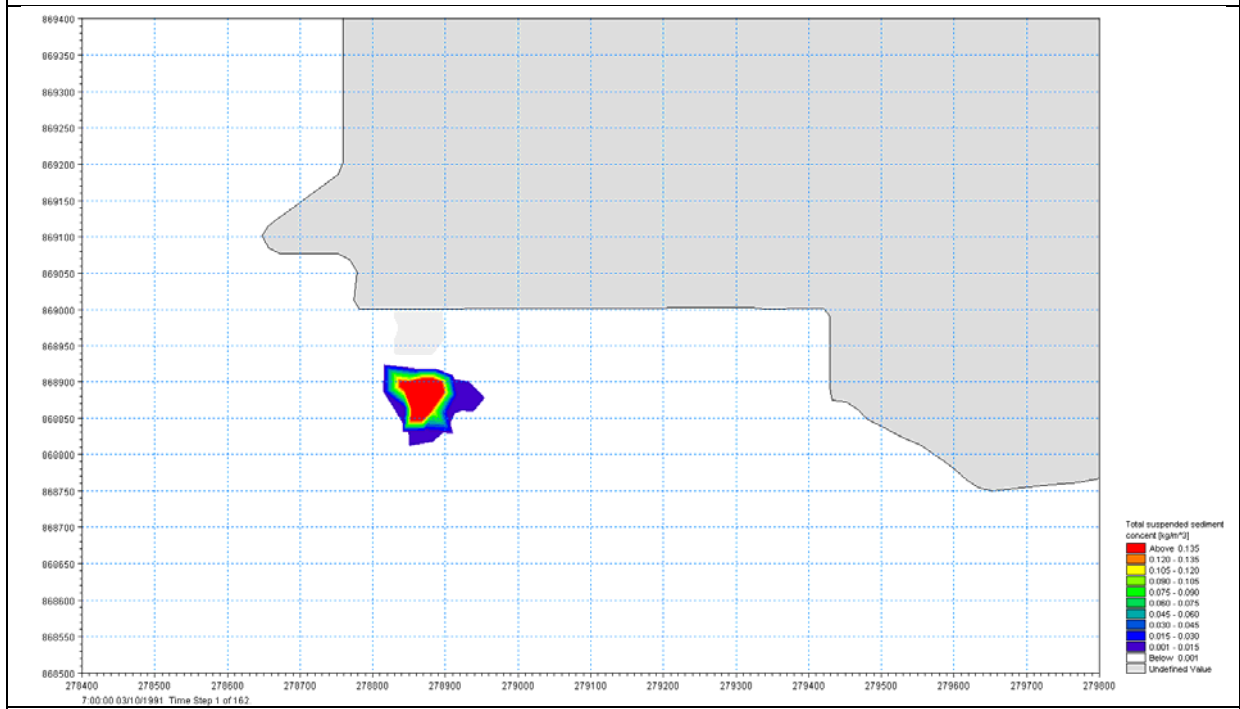 869400
869350
869300
869250
869200
869150
869100
869050
869000
868950
868900
868850
868800
868750
868700
868650
868600
868550
868500
278400 278500 278600 278700 278800 278900 279000 279100 279200 279300 279400 279500 279600 279700 279800
7:00:00 03/10/1991 Time Step 1 of 162
Total suspended sediment
concent [kg/m^3]
Above 0.135
0.120 - 0.135
0.105 - 0.120
0.090 - 0.105
0.075 - 0.090
0.060 - 0.075
0.045 - 0.060
0.030 - 0.045
0.015 - 0.030
0.001 - 0.015
Below 0.001
Undefined Value